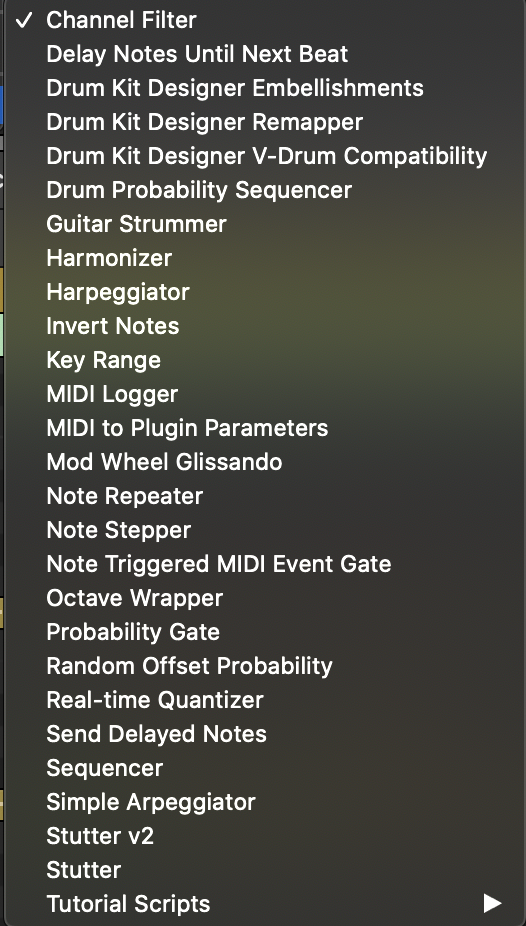 ✓ Channel Filter
Delay Notes Until Next Beat
Drum Kit Designer Embellishments
Drum Kit Designer Remapper
Drum Kit Designer V-Drum Compatibility
Drum Probability Sequencer
Guitar Strummer
Harmonizer
Harpeggiator
Invert Notes
Key Range
MIDI Logger
MIDI to Plugin Parameters
Mod Wheel Glissando
Note Repeater
Note Stepper
Note Triggered MIDI Event Gate
Octave Wrapper
Probability Gate
Random Offset Probability
Real-time Quantizer
Send Delayed Notes
Sequencer
Simple Arpeggiator
Stutter v2
Stutter
Tutorial Scripts ▶